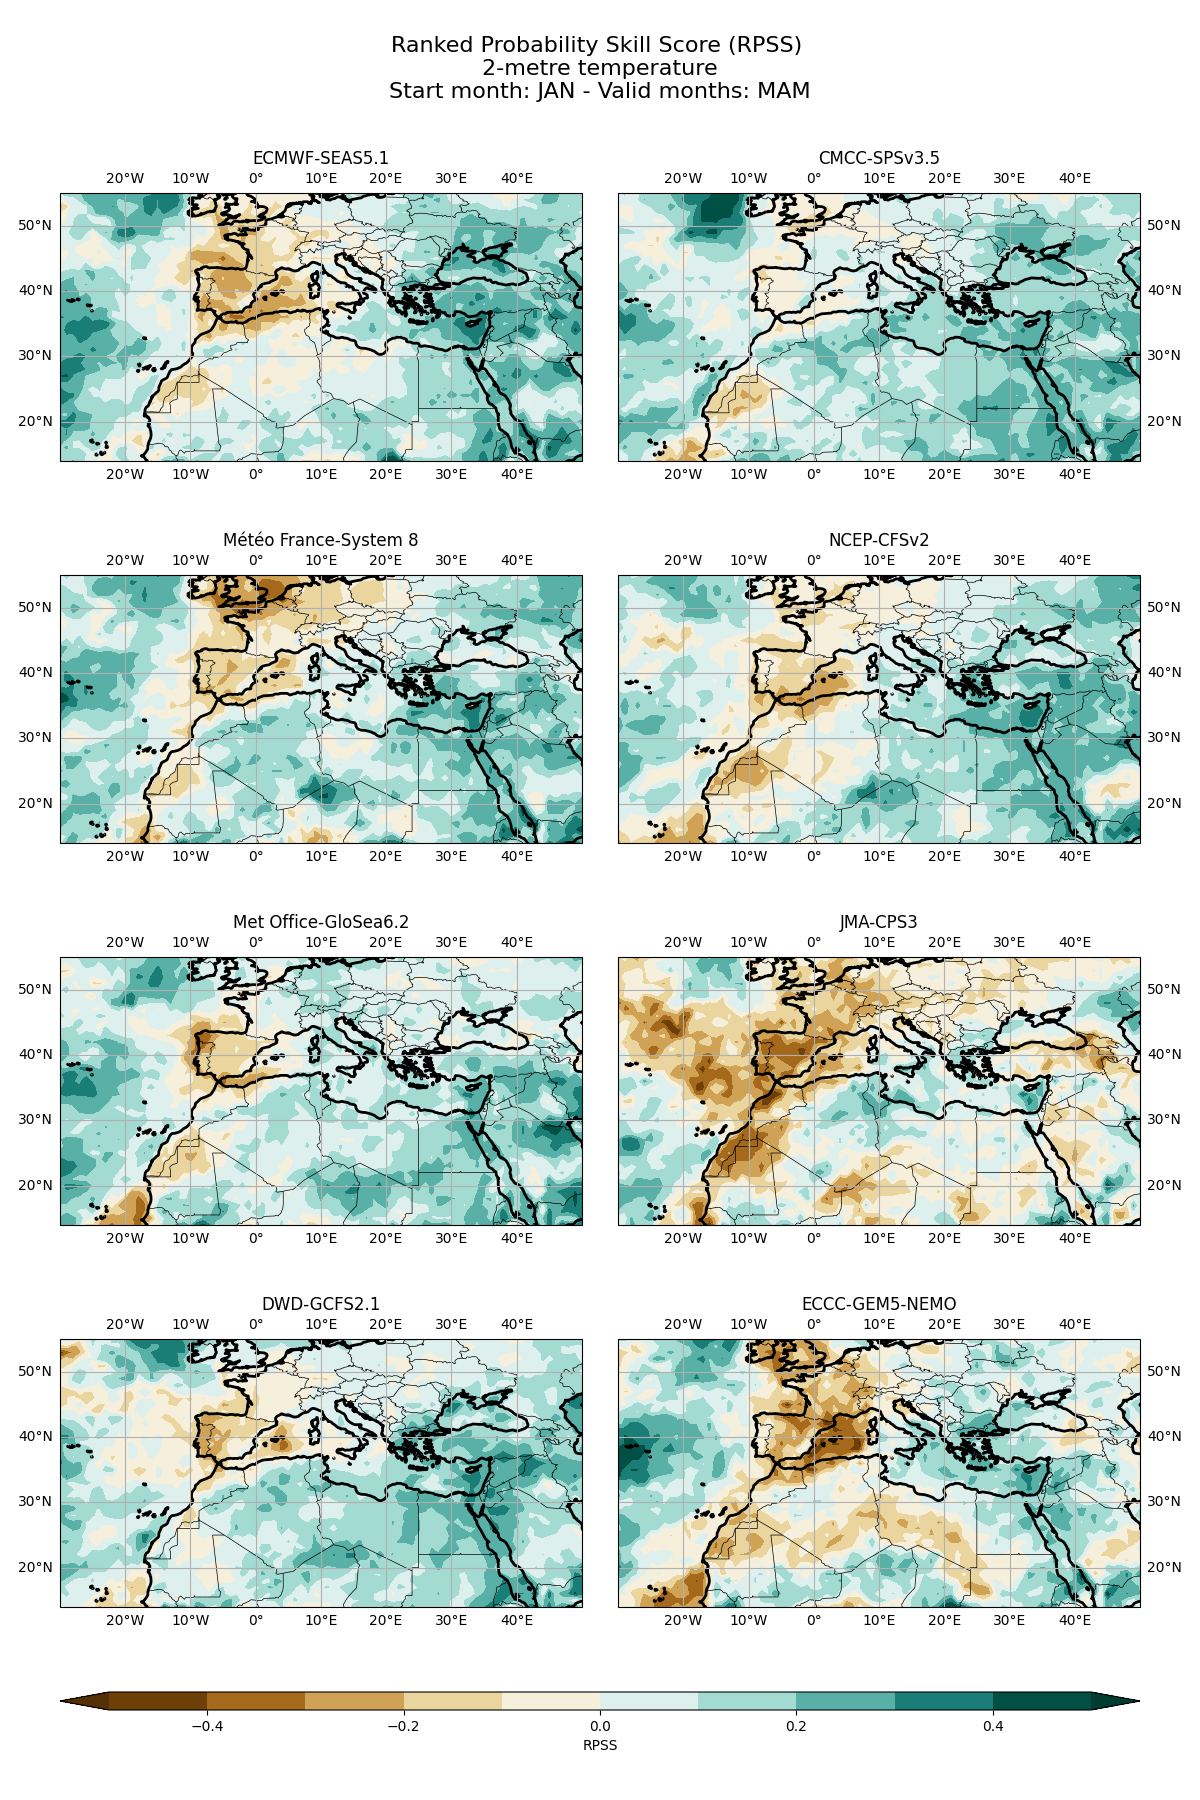 Ranked Probability Skill Score (RPSS)
2-metre temperature
Start month: JAN - Valid months: MAM
ECMWF-SEAS5.1
CMCC-SPSv3.5
20°W 10°W 0° 10°E 20°E 30°E 40°E
20°W 10°W 0° 10°E 20°E 30°E 40°E
50°N
50°N
40°N
40°N
30°N
30°N
20°N
20°N
20°W 10°W 0° 10°E 20°E 30°E 40°E
20°W 10°W 0° 10°E 20°E 30°E 40°E
Météo France-System 8
NCEP-CFSv2
20°W 10°W 0° 10°E 20°E 30°E 40°E
20°W 10°W 0° 10°E 20°E 30°E 40°E
50°N
50°N
40°N
40°N
30°N
30°N
20°N
20°N
20°W 10°W 0° 10°E 20°E 30°E 40°E
20°W 10°W 0° 10°E 20°E 30°E 40°E
Met Office-GloSea6.2
JMA-CPS3
20°W 10°W 0° 10°E 20°E 30°E 40°E
20°W 10°W 0° 10°E 20°E 30°E 40°E
50°N
50°N
40°N
40°N
30°N
30°N
20°N
20°N
20°W 10°W 0° 10°E 20°E 30°E 40°E
20°W 10°W 0° 10°E 20°E 30°E 40°E
DWD-GCFS2.1
ECCC-GEM5-NEMO
20°W 10°W 0° 10°E 20°E 30°E 40°E
20°W 10°W 0° 10°E 20°E 30°E 40°E
50°N
50°N
40°N
40°N
30°N
30°N
20°N
20°N
20°W 10°W 0° 10°E 20°E 30°E 40°E
20°W 10°W 0° 10°E 20°E 30°E 40°E
−0.4 −0.2 0.0 0.2 0.4
RPSS